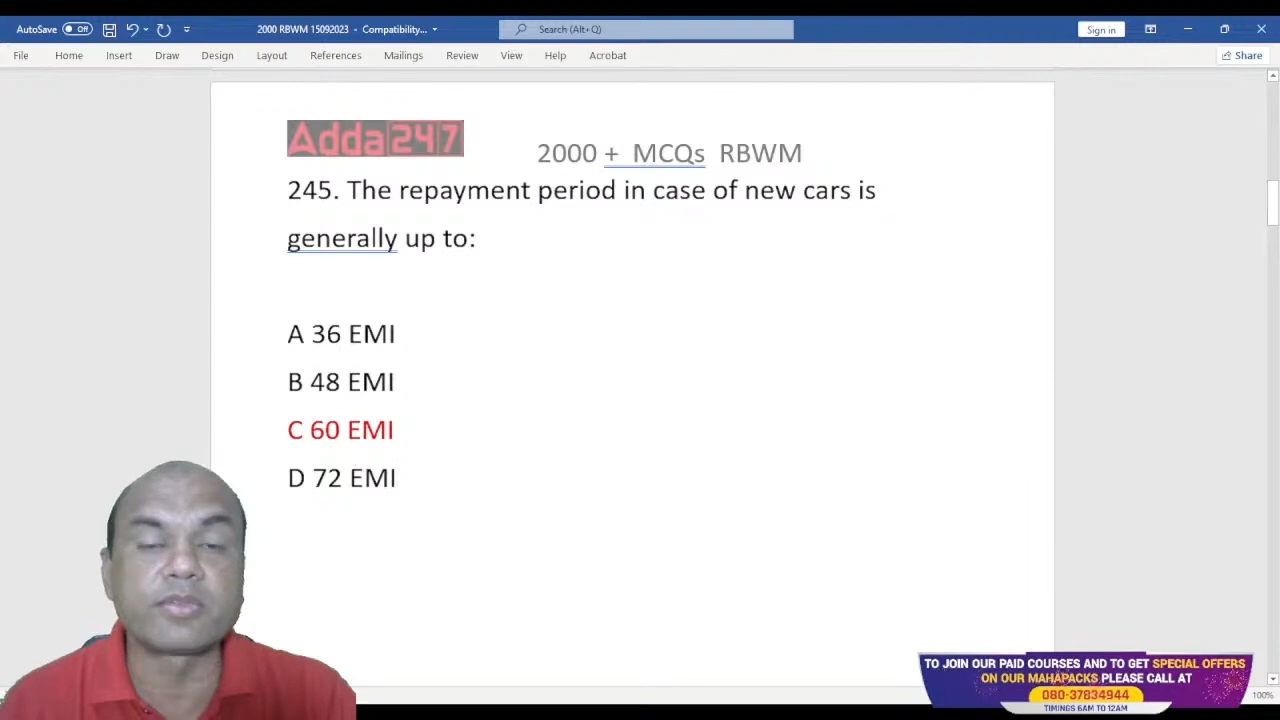 AutoSave Off 2000 RBWM 15092023 - Compatibility... Search (Alt+Q) Sign in
File Home Insert Draw Design Layout References Mailings Review View Help Acrobat Share
Adda247
2000 + MCQs RBWM
245. The repayment period in case of new cars is
generally up to:
A 36 EMI
B 48 EMI
C 60 EMI
D 72 EMI
TO JOIN OUR PAID COURSES AND TO GET SPECIAL OFFERS
ON OUR MAHAPACKS PLEASE CALL AT
080-37834944
TIMINGS 6AM TO 12AM
100%